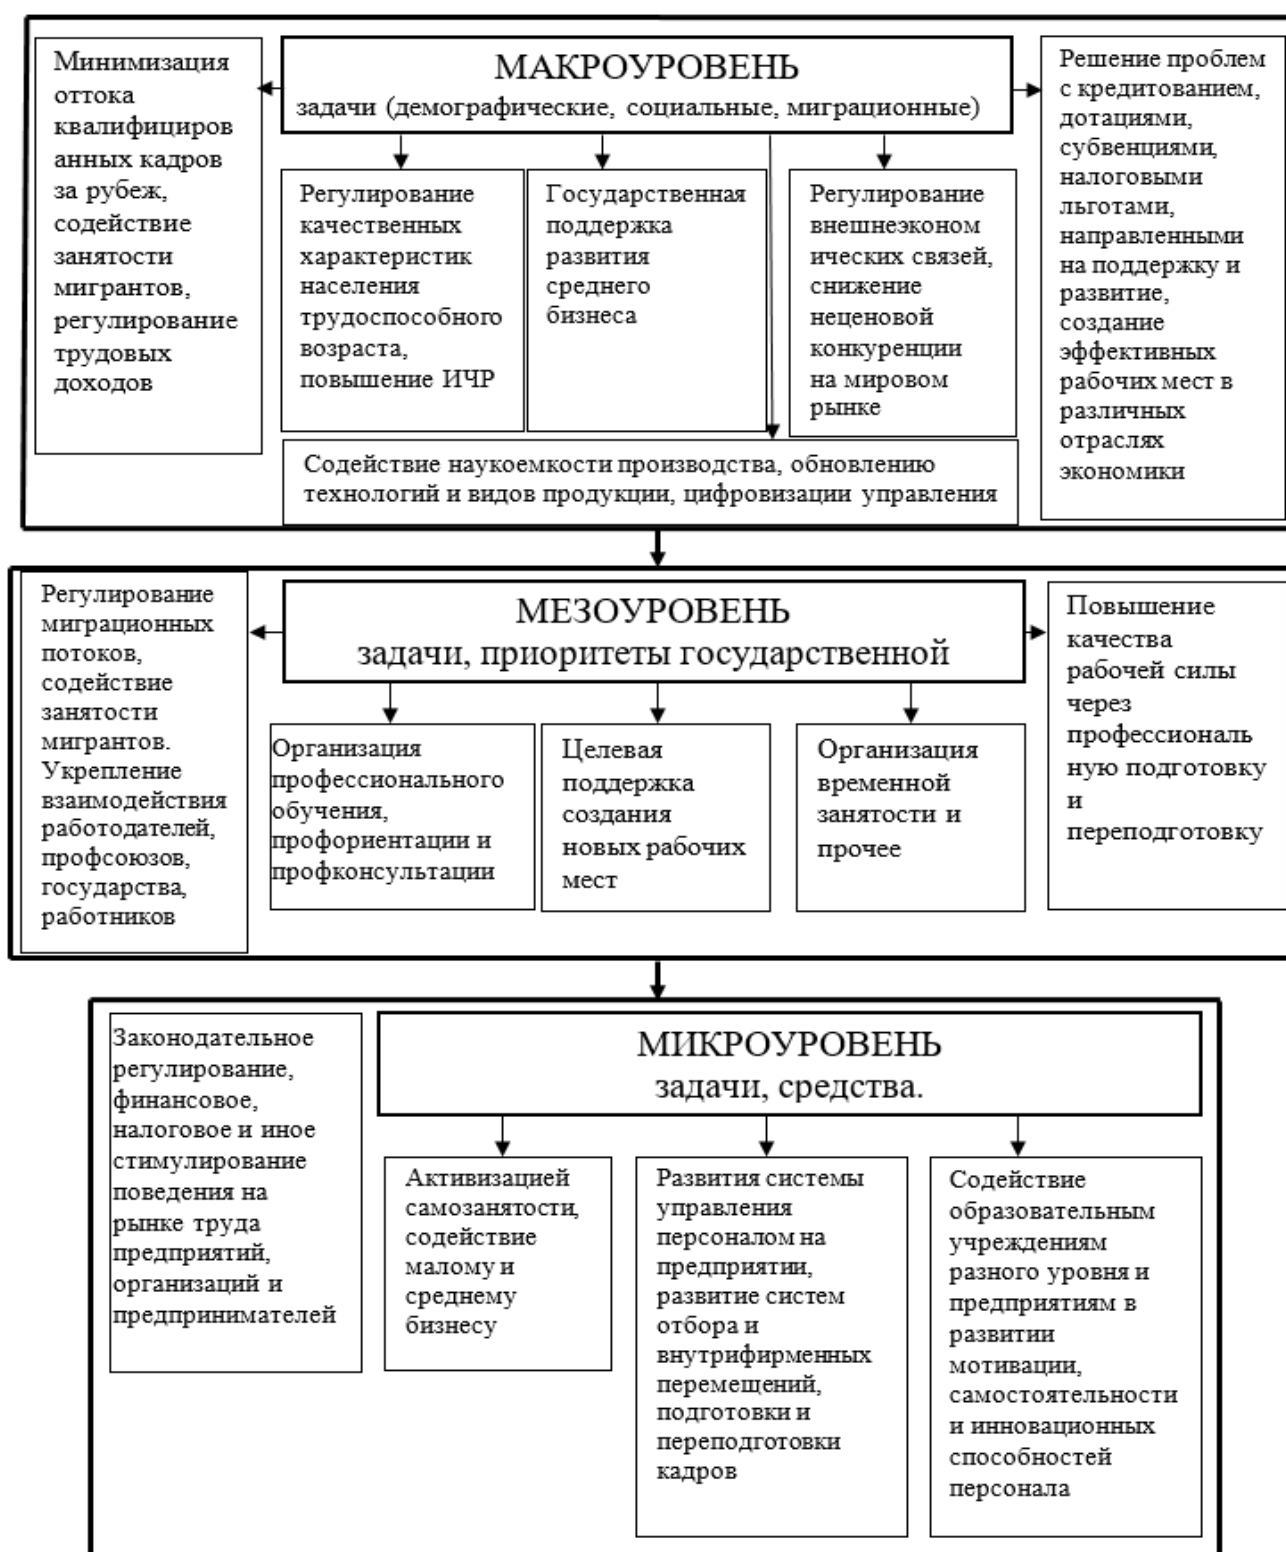 Минимизация
оттока
квалифициров
анных кадров
за рубеж,
содействие
занятости
мигрантов,
регулирование
трудовых
доходов
МАКРОУРОВЕНЬ
задачи (демографические, социальные, миграционные)
Регулирование
качественных
характеристик
населения
трудоспособного
возраста,
повышение ИЧР
Государственная
поддержка
развития
среднего
бизнеса
Регулирование
внешнеэконом
ических связей,
снижение
неценовой
конкуренции
на мировом
рынке
Решение проблем
с кредитованием,
дотациями,
субвенциями,
налоговыми
льготами,
направленными
на поддержку и
развитие,
создание
эффективных
рабочих мест в
различных
отраслях
экономики
Содействие наукоемкости производства, обновлению
технологий и видов продукции, цифровизации управления
Регулирование
миграционных
потоков,
содействие
занятости
мигрантов.
Укрепление
взаимодействия
работодателей,
профсоюзов,
государства,
работников
МЕЗОУРОВЕНЬ
задачи, приоритеты государственной
Организация
профессионального
обучения,
профориентации и
профконсультации
Целевая
поддержка
создания
новых рабочих
мест
Организация
временной
занятости и
прочее
Повышение
качества
рабочей силы
через
профессиональ
ную подготовку
и
переподготовку
Законодательное
регулирование,
финансовое,
налоговое и иное
стимулирование
поведения на
рынке труда
предприятий,
организаций и
предпринимателей
МИКРОУРОВЕНЬ
задачи, средства.
Активизацией
самозанятости,
содействие
малому и
среднему
бизнесу
Развития системы
управления
персоналом на
предприятии,
развитие систем
отбора и
внутрифирменных
перемещений,
подготовки и
переподготовки
кадров
Содействие
образовательным
учреждениям
разного уровня и
предприятиям в
развитии
мотивации,
самостоятельности
и инновационных
способностей
персонала